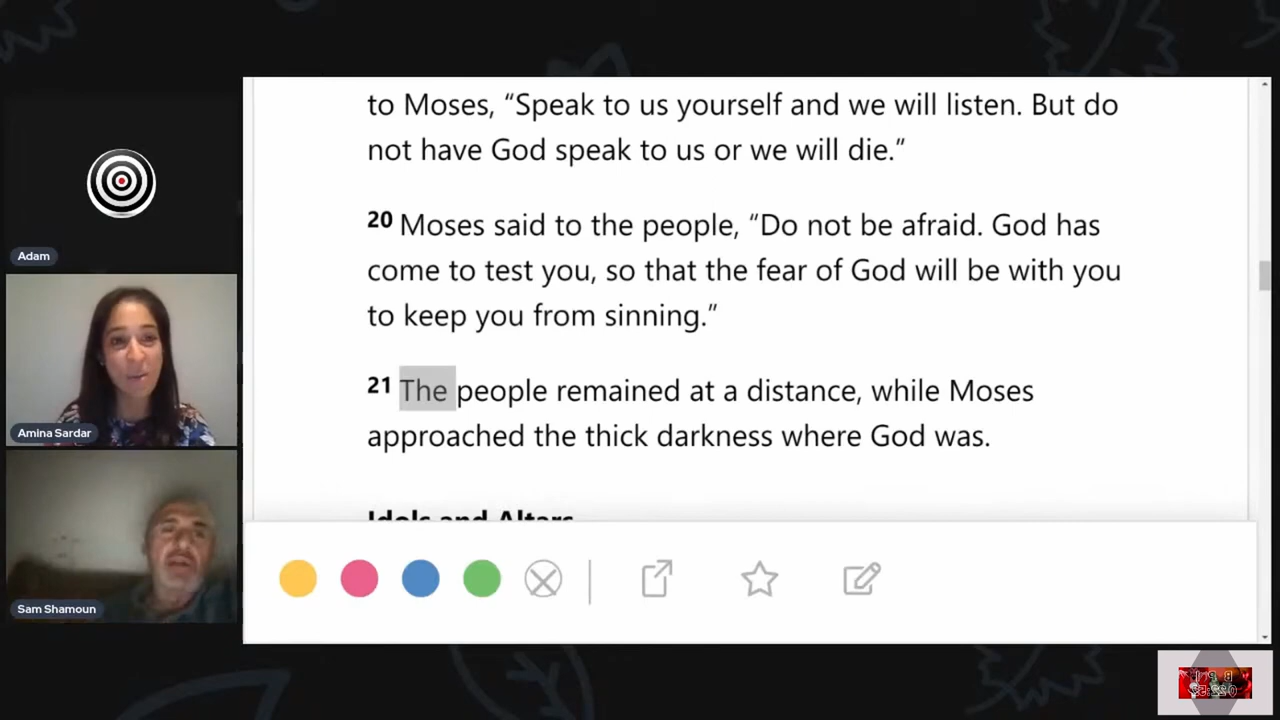 to Moses, “Speak to us yourself and we will listen. But do
not have God speak to us or we will die.”
20 Moses said to the people, “Do not be afraid. God has
come to test you, so that the fear of God will be with you
to keep you from sinning.”
21 The people remained at a distance, while Moses
approached the thick darkness where God was.
Idols and Altars
Adam
Amina Sardar
Sam Shamoun